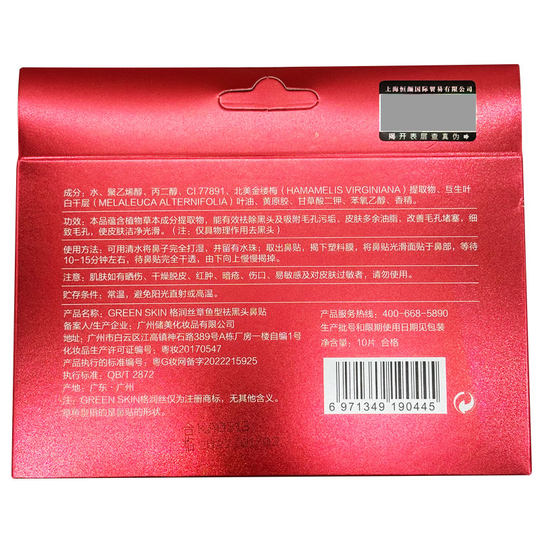 上海恒颜国际贸易有限公司
揭开表层查真伪
成分：水、聚乙烯醇、丙二醇、CI 77891、北美金缕梅（HAMAMELIS VIRGINIANA）提取物、互生叶
白千层（MELALEUCA ALTERNIFOLIA）叶油、黄原胶、甘草酸二钾、苯氧乙醇、香精。
功效：本品蕴含植物草本成分提取物，能有效祛除黑头及吸附毛孔污垢、皮肤多余油脂，改善毛孔堵塞，细
致毛孔，使皮肤洁净光滑。（注：仅具物理作用去黑头）
使用方法：可用清水将鼻子完全打湿，并留有水珠；取出鼻贴，揭下塑料膜，将鼻贴光滑面贴于鼻部，等待
10-15分钟左右，待鼻贴完全干透，由下向上慢慢揭掉。
注意：肌肤如有晒伤、干燥脱皮、红肿、暗疮、伤口、易敏感及对皮肤过敏者，请勿使用。
贮存条件：常温，避免阳光直射或高温。
产品名称：GREEN SKIN 格润丝章鱼型祛黑头鼻贴
备案人/生产企业：广州储美化妆品有限公司
地址：广州市白云区江高镇神石路389号A栋厂房一楼自编1号
化妆品生产许可证编号：粤妆20170547
产品执行的标准编号：粤G妆网备字2022215925
执行标准：QB/T 2872
产地：广东·广州
注：GREEN SKIN格润丝仅为注册商标，无其他含义。
章鱼型指的是鼻贴的形状。
产品服务热线：400-668-5890
生产批号和限期使用日期见包装
净含量：10片 合格
6 971349 190445